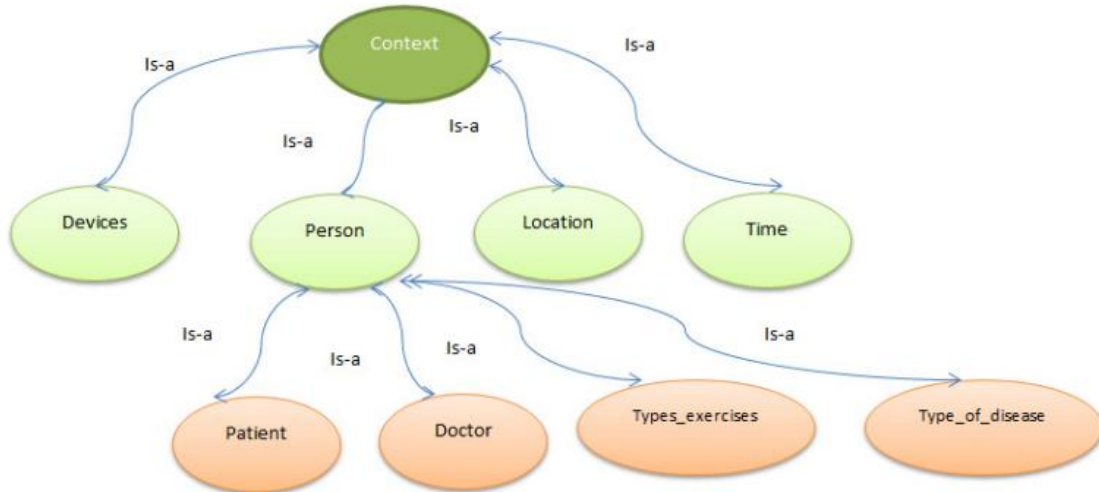 Context
Is-a
Is-a
Is-a
Is-a
Devices
Person
Location
Time
Is-a
Is-a
Is-a
Is-a
Patient
Doctor
Types_exercises
Type_of_disease